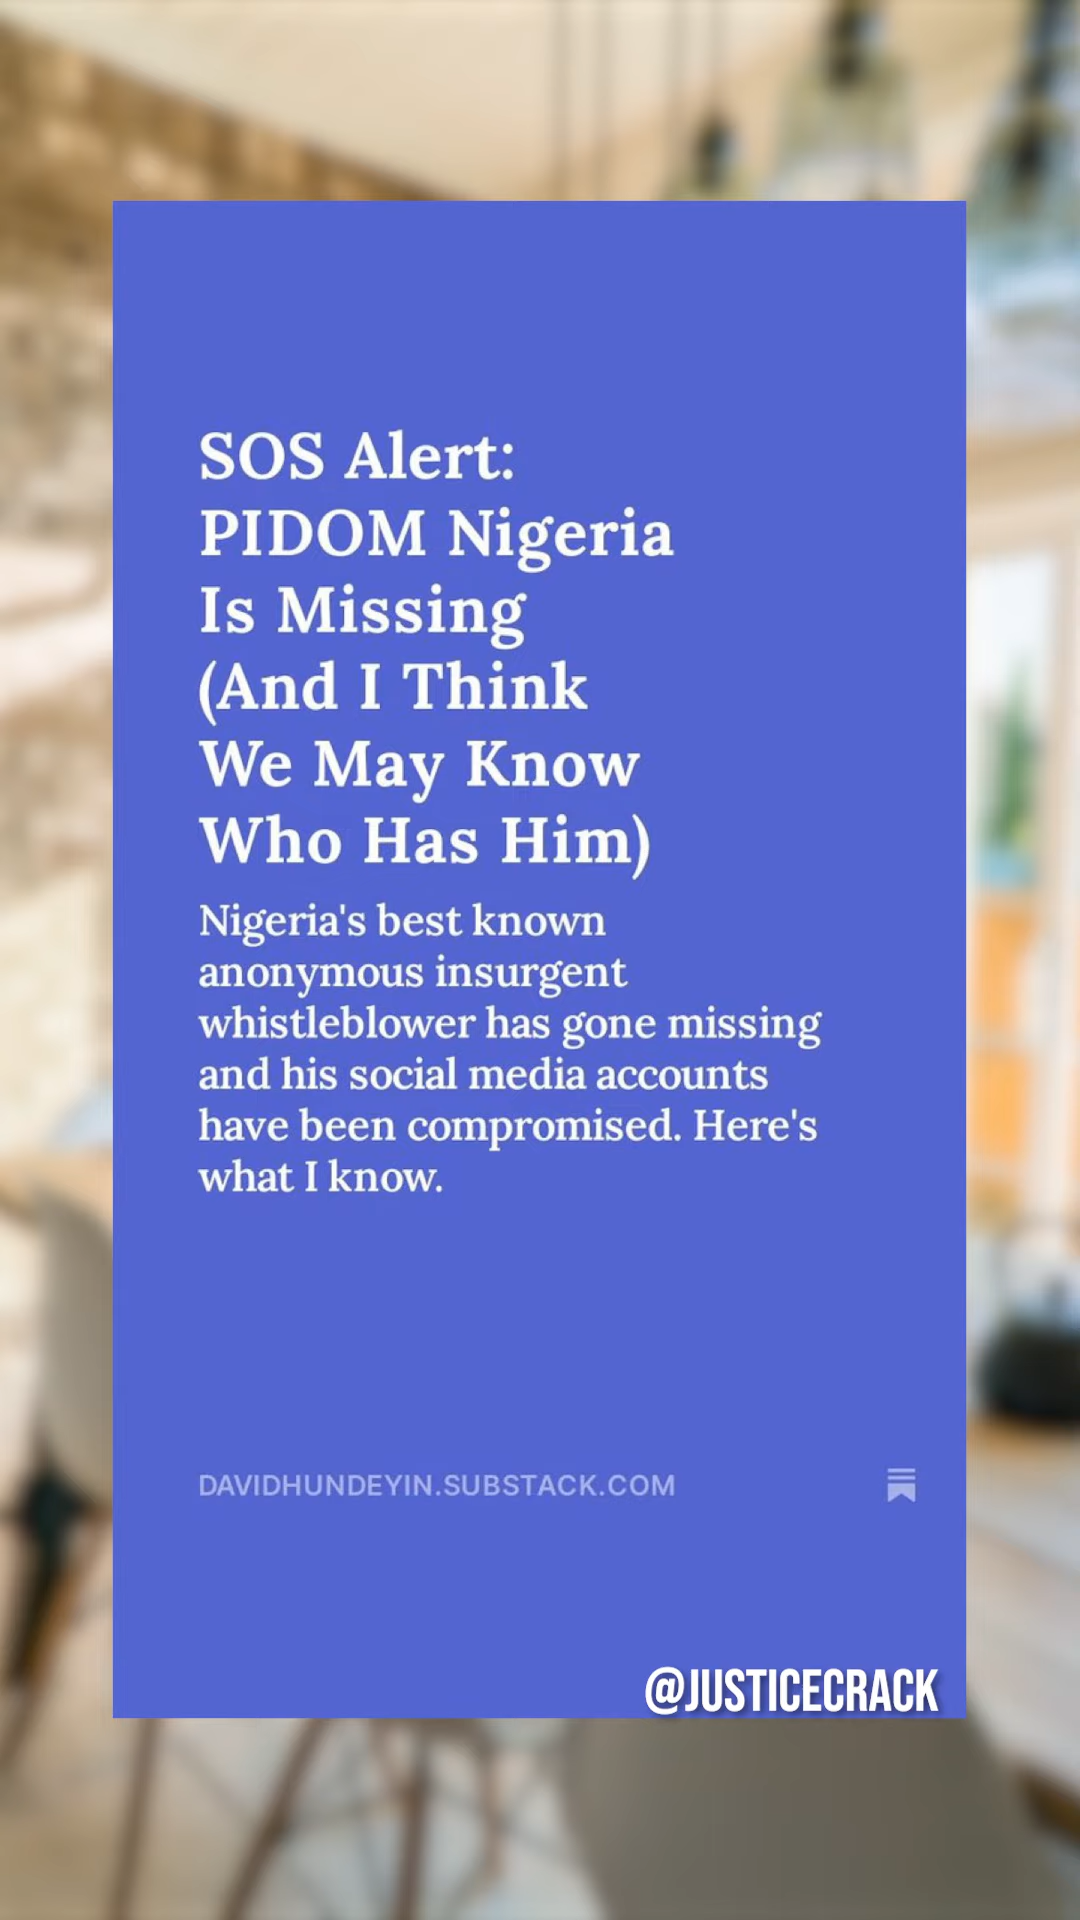 SOS Alert:
PIDOM Nigeria
Is Missing
(And I Think
We May Know
Who Has Him)
Nigeria's best known
anonymous insurgent
whistleblower has gone missing
and his social media accounts
have been compromised. Here's
what I know.
DAVIDHUNDEYIN.SUBSTACK.COM
@JUSTICECRACK